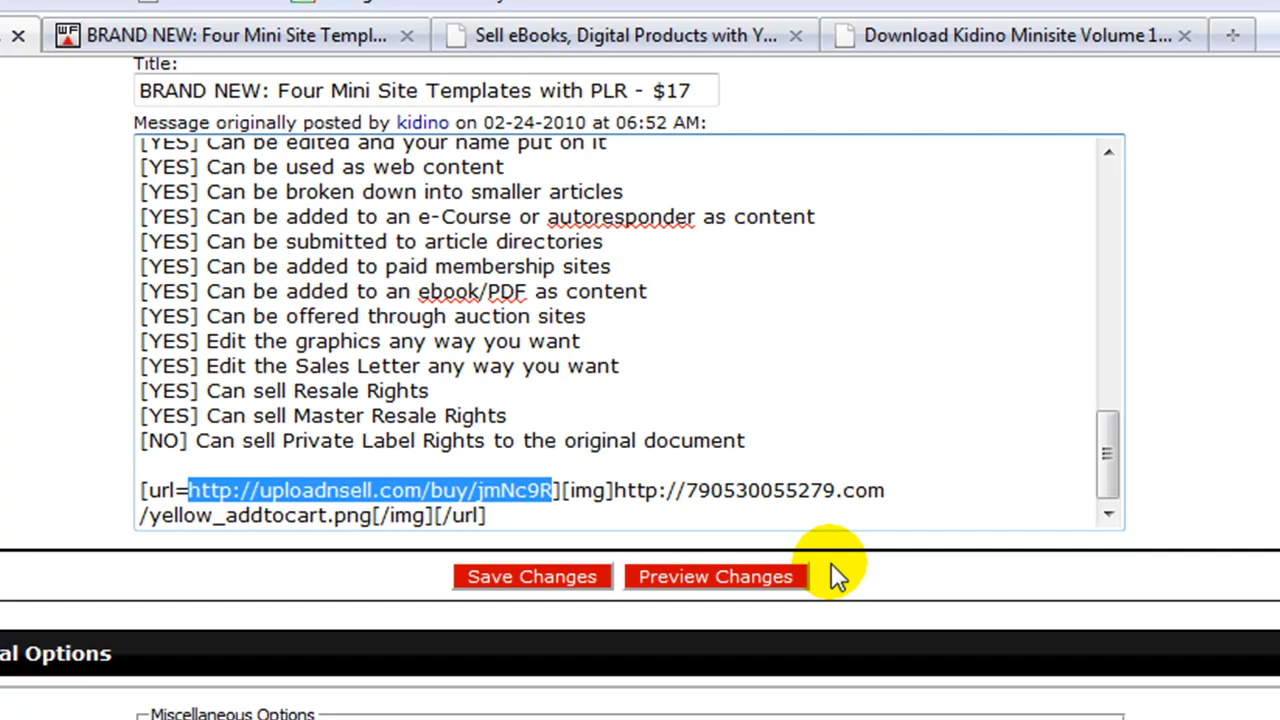 BRAND NEW: Four Mini Site Templ...
Sell eBooks, Digital Products with Y...
Download Kidino Minisite Volume 1...
Title:
BRAND NEW: Four Mini Site Templates with PLR - $17
Message originally posted by kidino on 02-24-2010 at 06:52 AM:
[YES] Can be edited and your name put on it
[YES] Can be used as web content
[YES] Can be broken down into smaller articles
[YES] Can be added to an e-Course or autoresponder as content
[YES] Can be submitted to article directories
[YES] Can be added to paid membership sites
[YES] Can be added to an ebook/PDF as content
[YES] Can be offered through auction sites
[YES] Edit the graphics any way you want
[YES] Edit the Sales Letter any way you want
[YES] Can sell Resale Rights
[YES] Can sell Master Resale Rights
[NO] Can sell Private Label Rights to the original document
[url=http://uploadnsell.com/buy/jmNc9R][img]http://790530055279.com
/yellow_addtocart.png[/img][/url]
Save Changes
Preview Changes
al Options
Miscellaneous Options